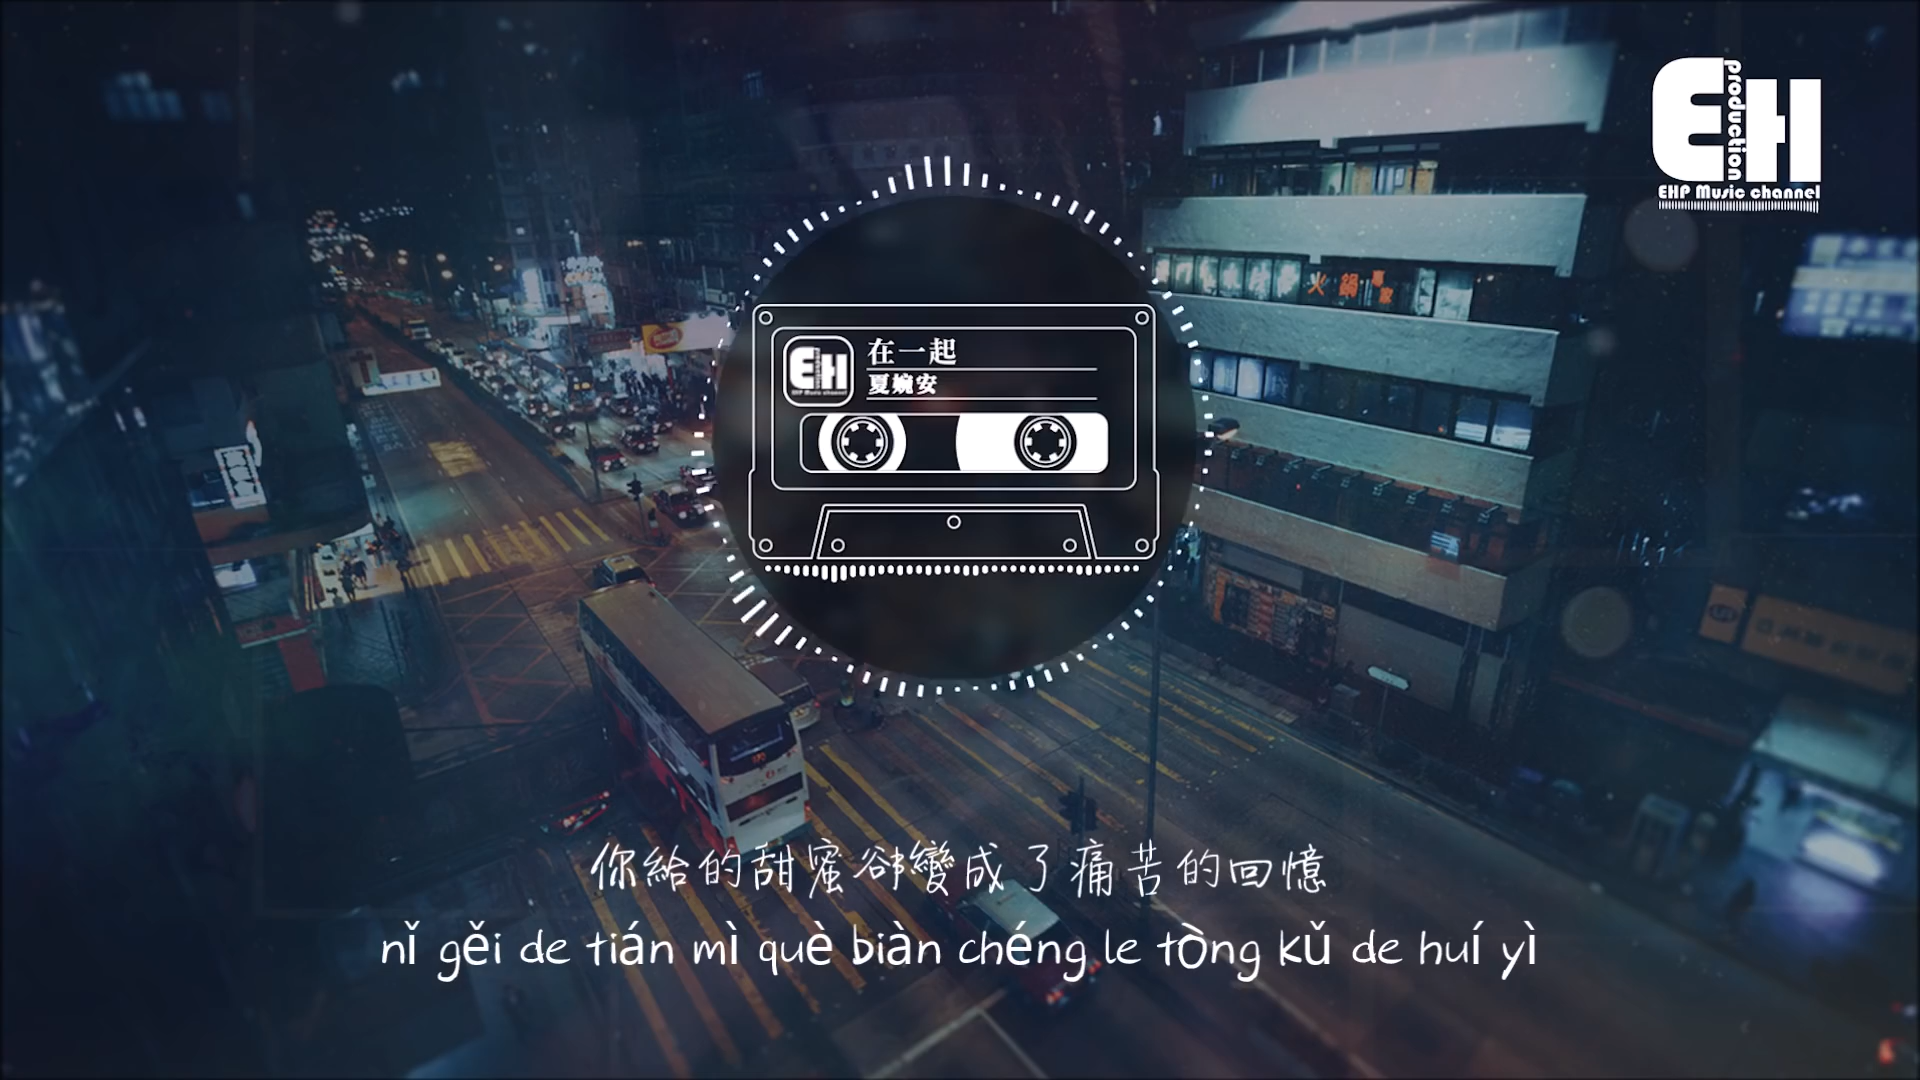 EH
production
EHP Music channel
火鍋專家
EH
在一起
夏婉安
你給的甜蜜卻變成了痛苦的回憶
nǐ gěi de tián mì què biàn chéng le tòng kǔ de huí yì